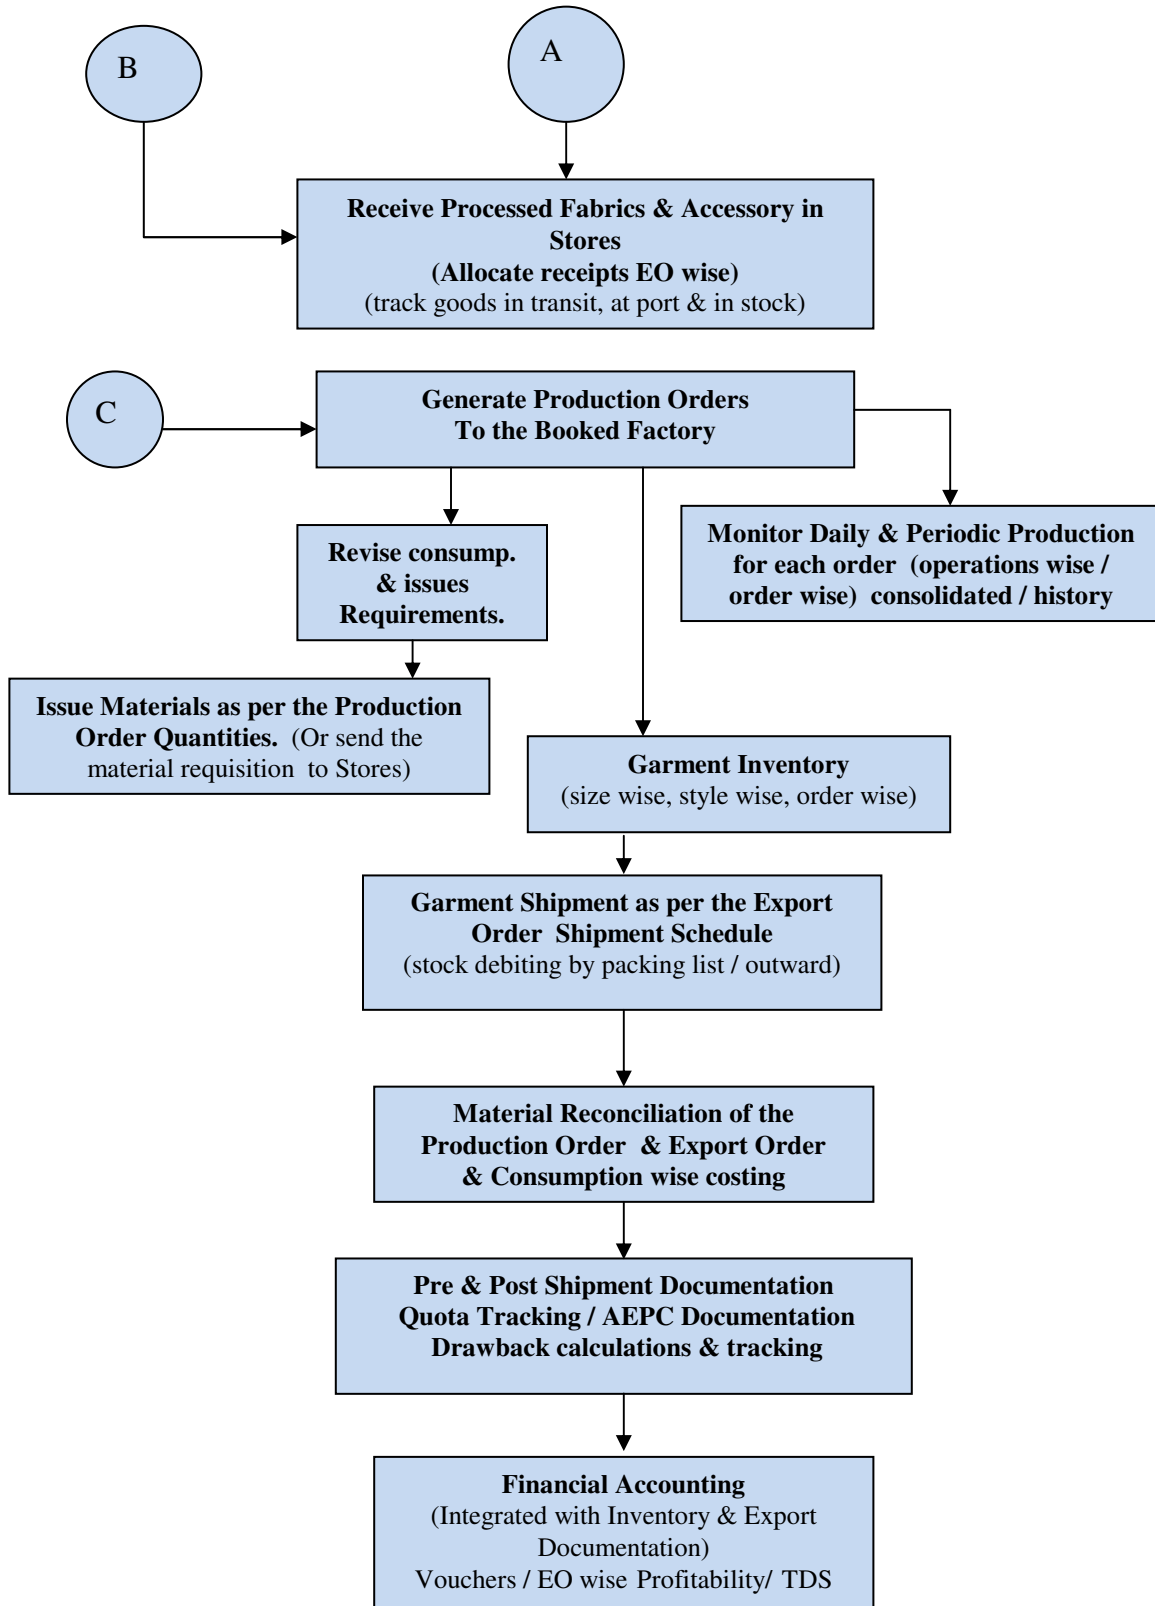 B
A
Receive Processed Fabrics & Accessory in
Stores
(Allocate receipts EO wise)
(track goods in transit, at port & in stock)
C
Generate Production Orders
To the Booked Factory
Revise consump.
& issues
Requirements.
Monitor Daily & Periodic Production
for each order (operations wise /
order wise) consolidated / history
Issue Materials as per the Production
Order Quantities. (Or send the
material requisition to Stores)
Garment Inventory
(size wise, style wise, order wise)
Garment Shipment as per the Export
Order Shipment Schedule
(stock debiting by packing list / outward)
Material Reconciliation of the
Production Order & Export Order
& Consumption wise costing
Pre & Post Shipment Documentation
Quota Tracking / AEPC Documentation
Drawback calculations & tracking
Financial Accounting
(Integrated with Inventory & Export
Documentation)
Vouchers / EO wise Profitability/ TDS